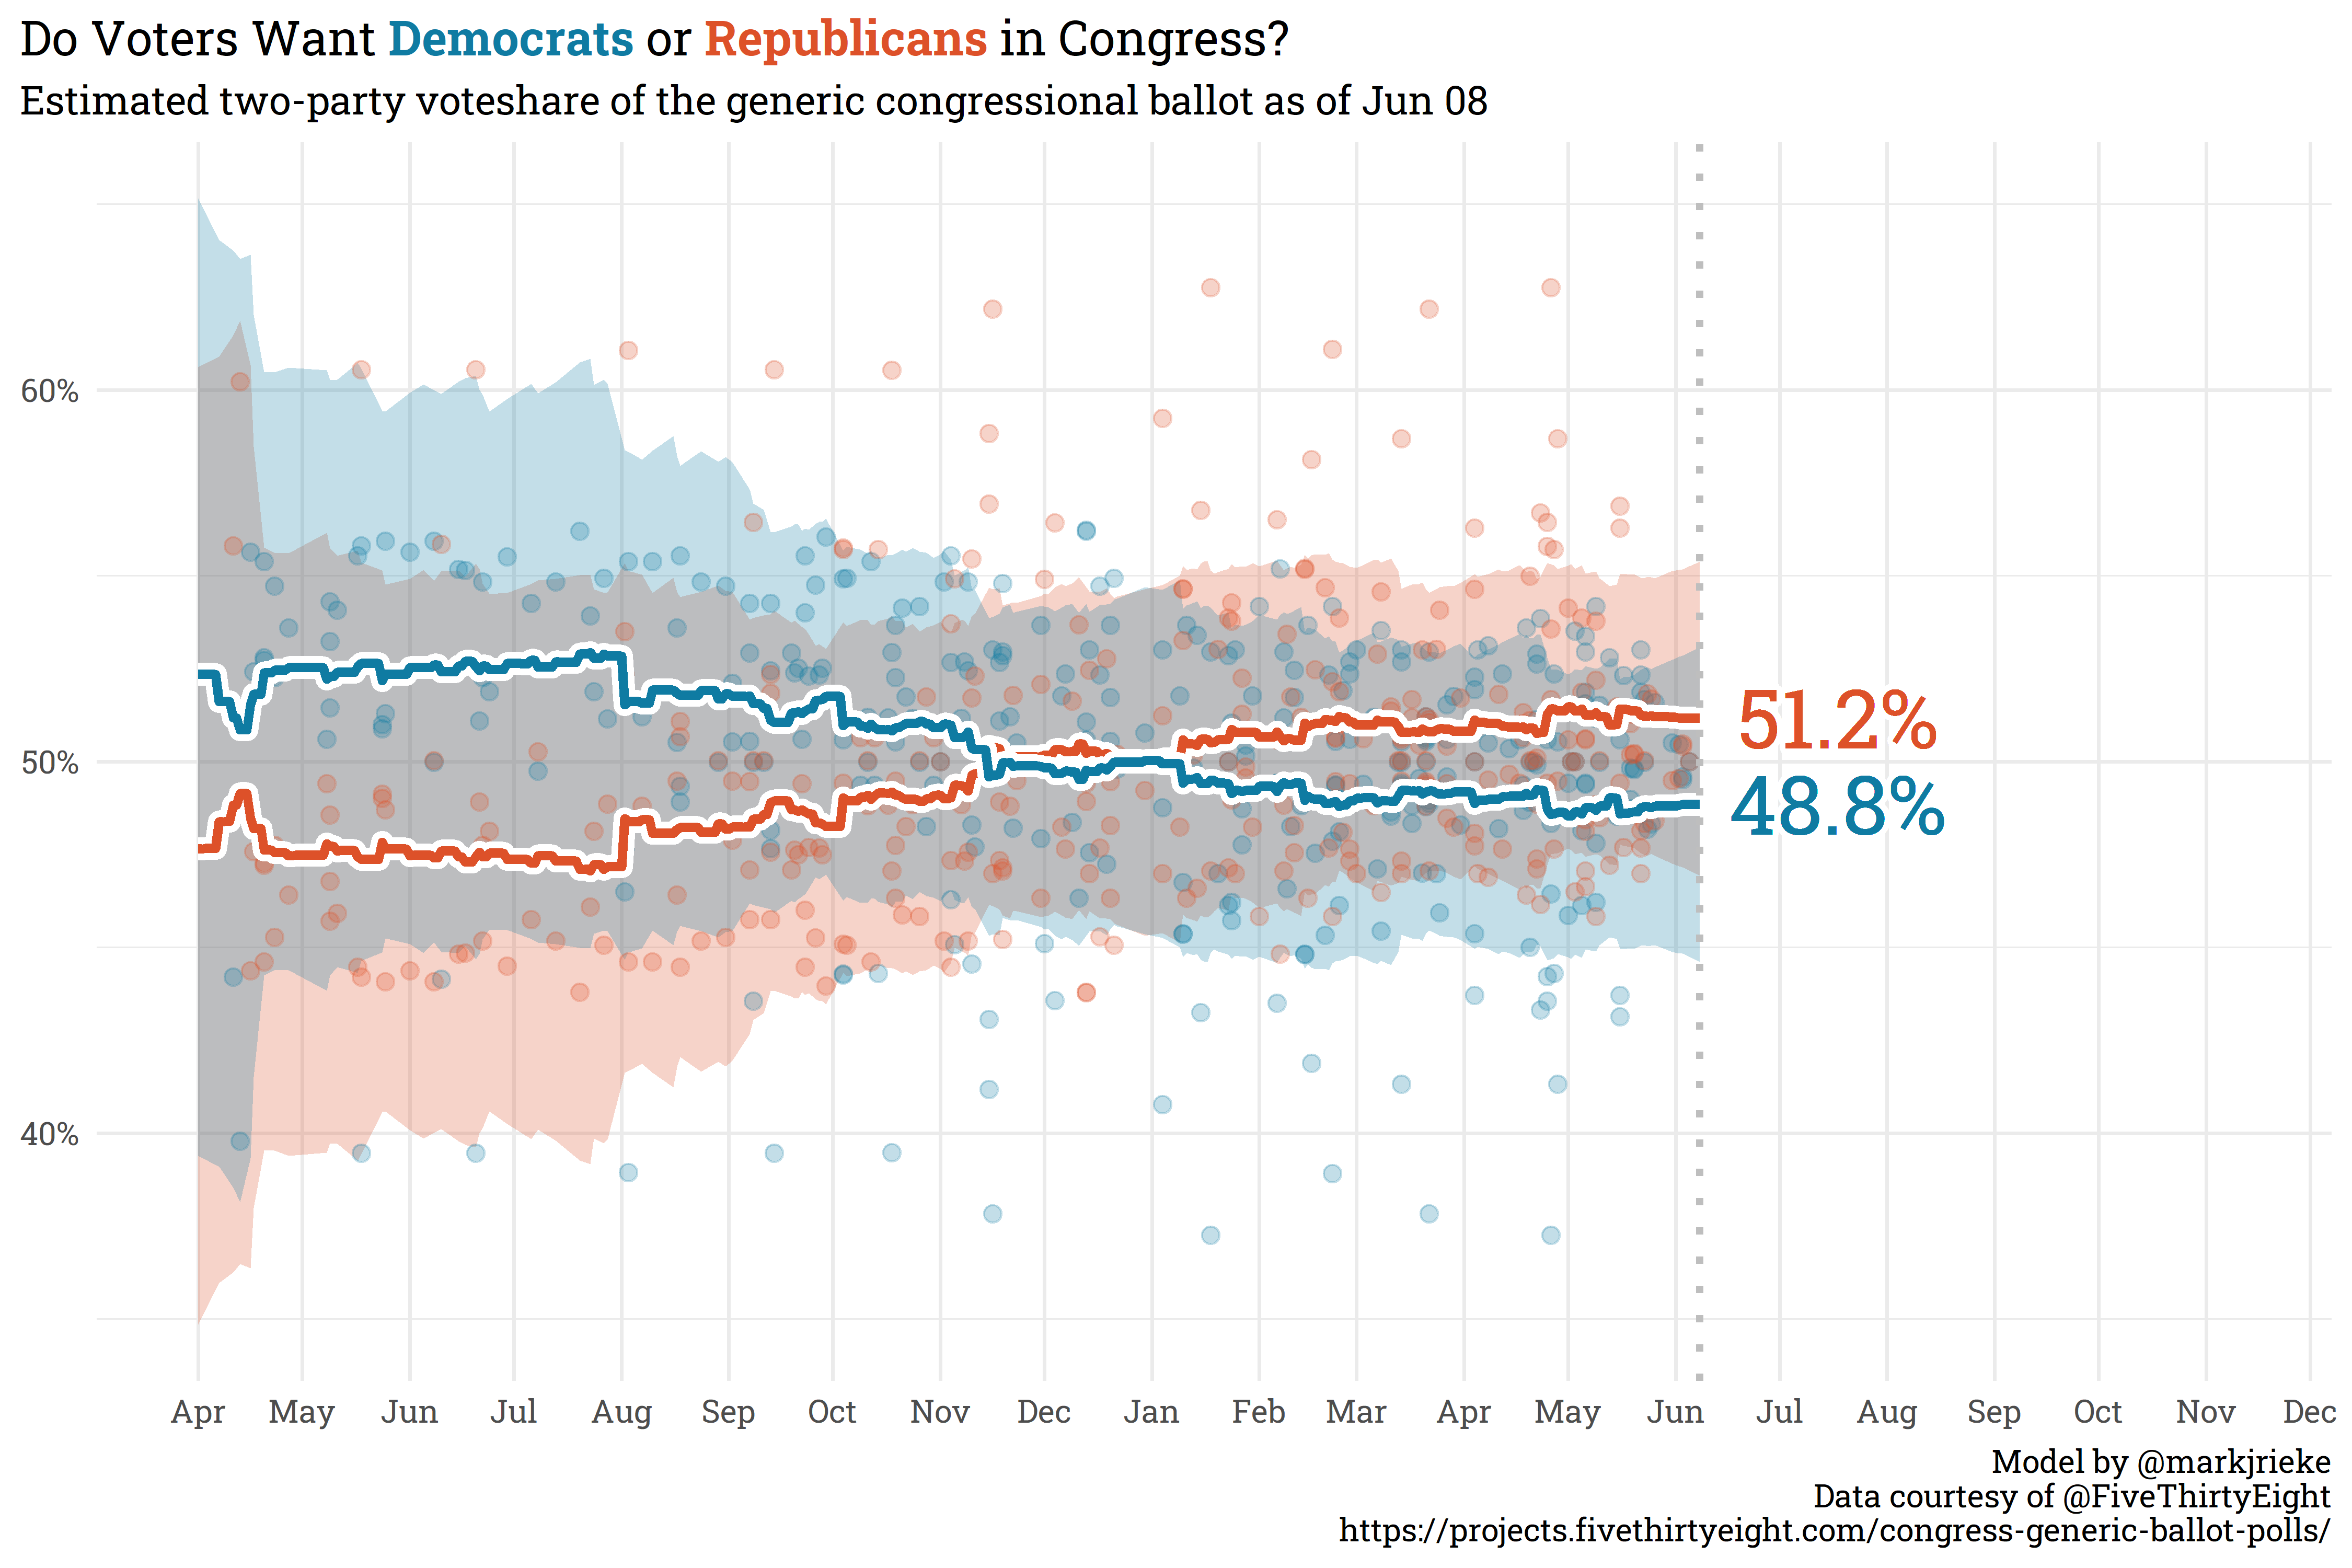 Do Voters Want Democrats or Republicans in Congress?
Estimated two-party voteshare of the generic congressional ballot as of Jun 08
60%
50%
40%
51.2%
48.8%
Apr May Jun Jul Aug Sep Oct Nov Dec Jan Feb Mar Apr May Jun Jul Aug Sep Oct Nov Dec
Model by @markjrieke
Data courtesy of @FiveThirtyEight
https://projects.fivethirtyeight.com/congress-generic-ballot-polls/